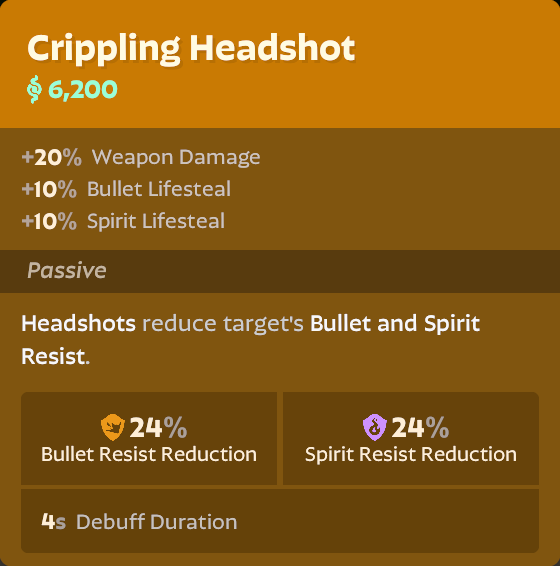 Crippling Headshot
6,200
+20% Weapon Damage
+10% Bullet Lifesteal
+10% Spirit Lifesteal
Passive
Headshots reduce target's Bullet and Spirit
Resist.
24%
Bullet Resist Reduction
24%
Spirit Resist Reduction
4s Debuff Duration